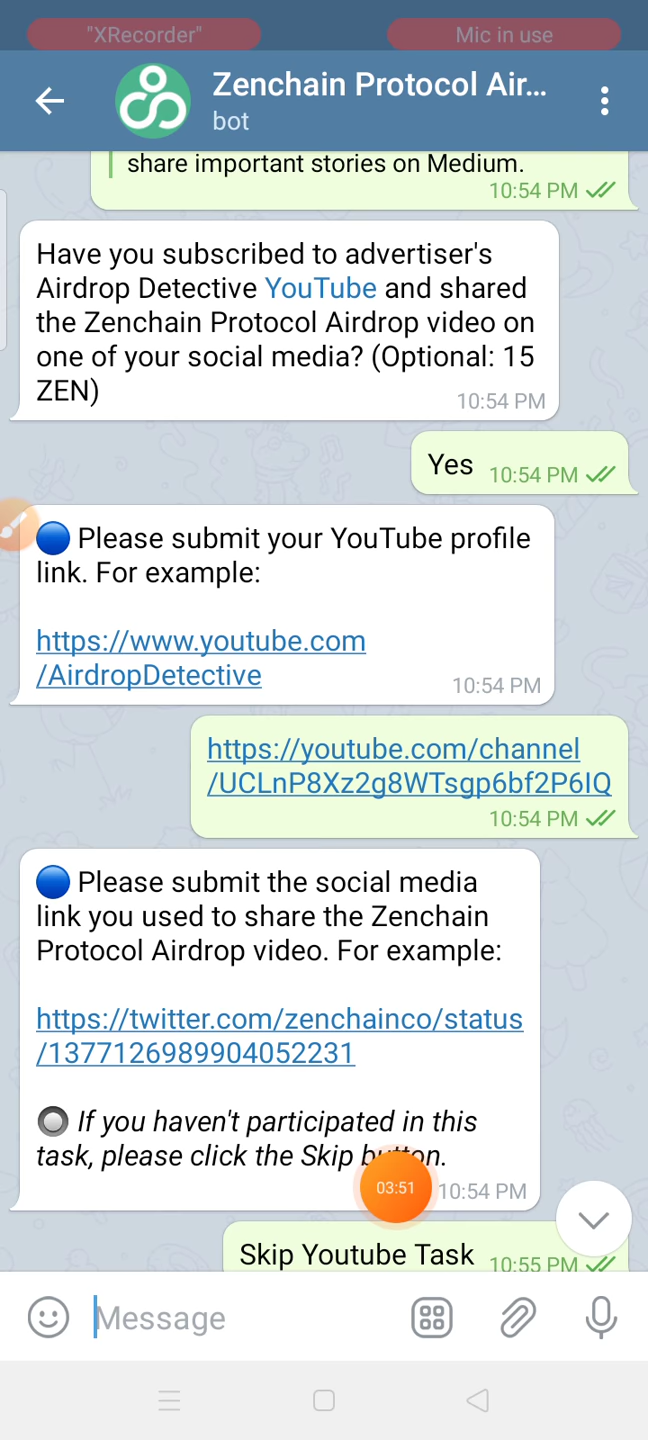 "XRecorder"
Mic in use
Zenchain Protocol Air...
bot
share important stories on Medium.
10:54 PM
Have you subscribed to advertiser's
Airdrop Detective YouTube and shared
the Zenchain Protocol Airdrop video on
one of your social media? (Optional: 15
ZEN)
10:54 PM
Yes 10:54 PM
Please submit your YouTube profile
link. For example:
https://www.youtube.com
/AirdropDetective
10:54 PM
https://youtube.com/channel
/UCLnP8Xz2g8WTsgp6bf2P6IQ
10:54 PM
Please submit the social media
link you used to share the Zenchain
Protocol Airdrop video. For example:
https://twitter.com/zenchainco/status
/1377126989904052231
If you haven't participated in this
task, please click the Skip button.
03:51
10:54 PM
Skip Youtube Task 10:55 PM
Message